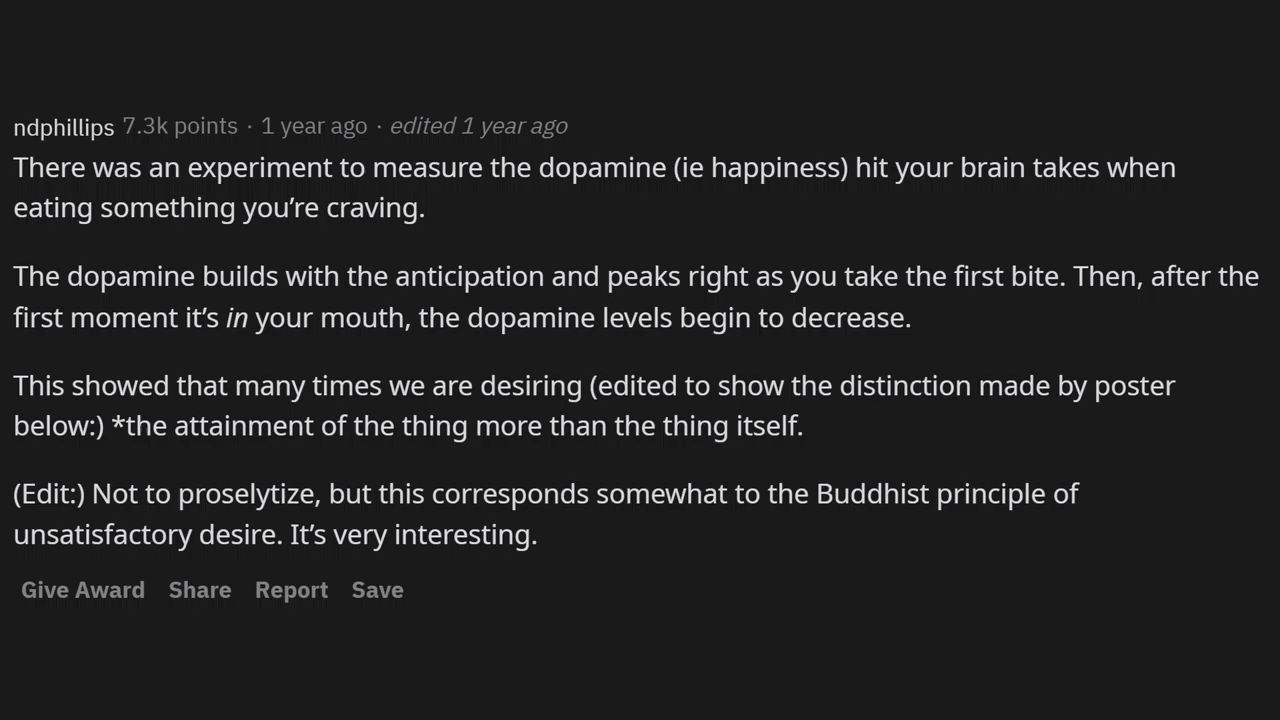 ndphillips 7.3k points · 1 year ago · edited 1 year ago
There was an experiment to measure the dopamine (ie happiness) hit your brain takes when
eating something you’re craving.
The dopamine builds with the anticipation and peaks right as you take the first bite. Then, after the
first moment it’s in your mouth, the dopamine levels begin to decrease.
This showed that many times we are desiring (edited to show the distinction made by poster
below:) *the attainment of the thing more than the thing itself.
(Edit:) Not to proselytize, but this corresponds somewhat to the Buddhist principle of
unsatisfactory desire. It’s very interesting.
Give Award Share Report Save